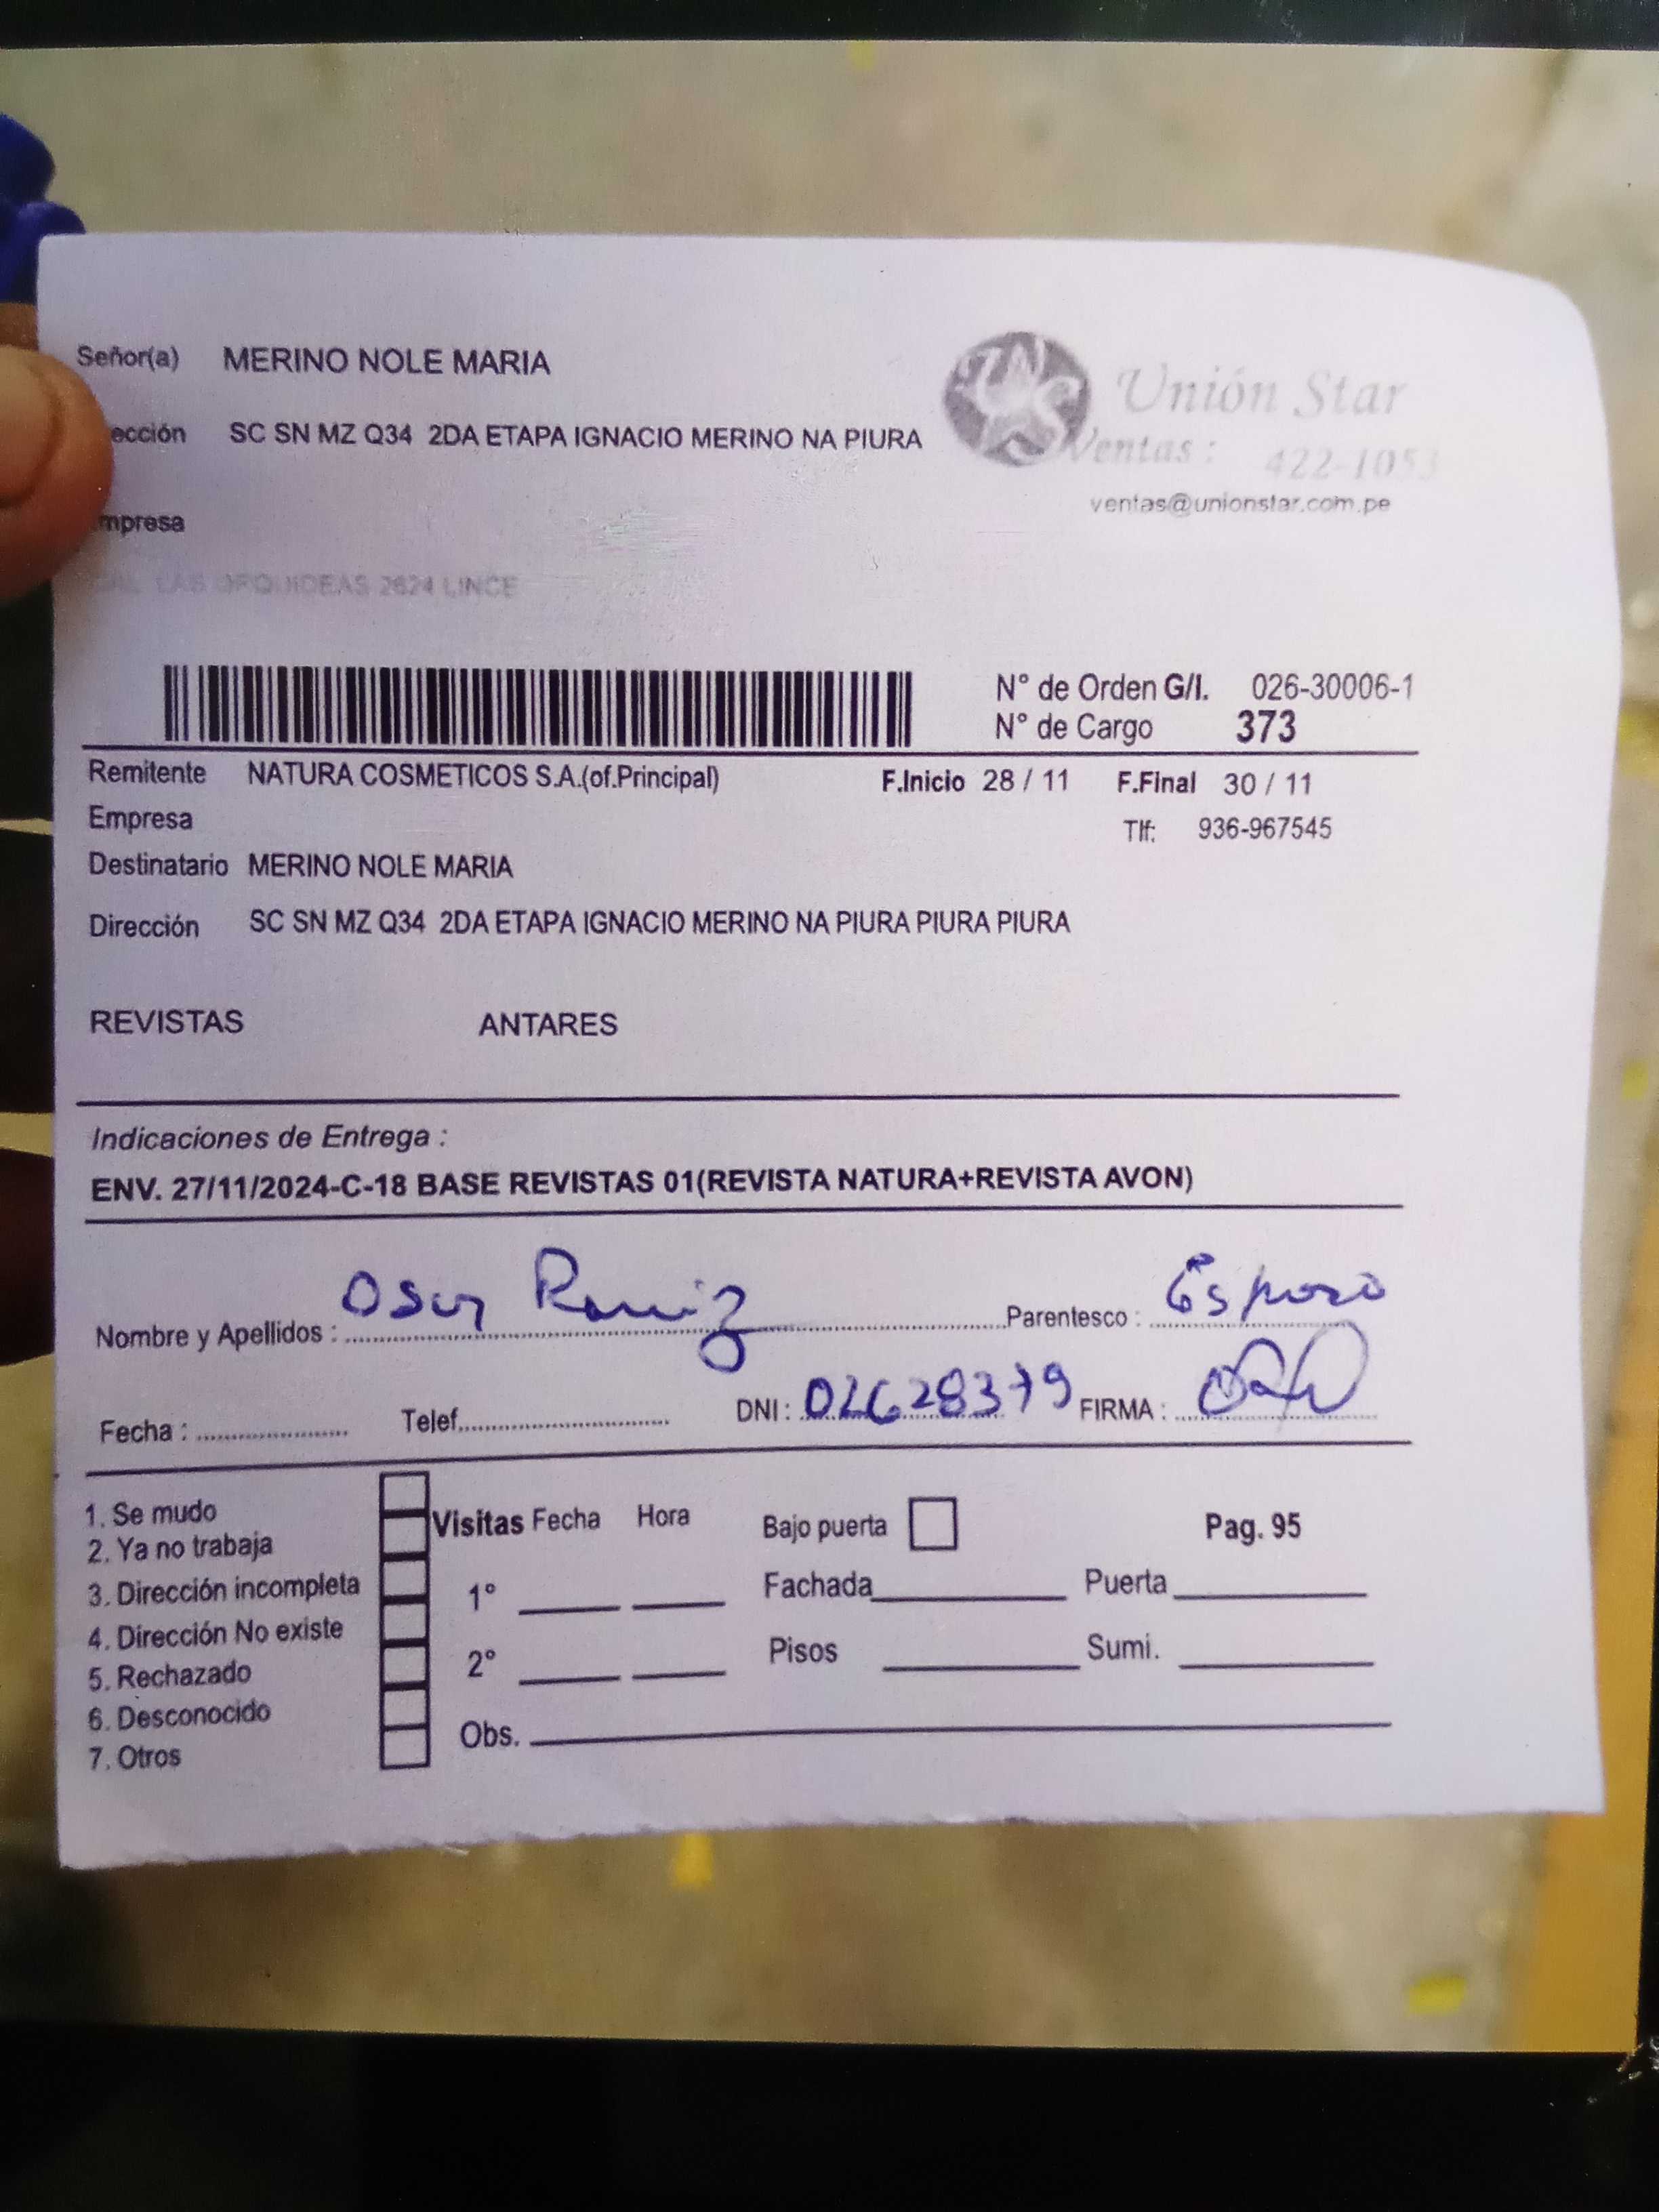 Señor(a) MERINO NOLE MARIA
ección SC SN MZ Q34 2DA ETAPA IGNACIO MERINO NA PIURA
Unión Star
Ventas : 422-1053
ventas@unionstar.com.pe
mpresa
LAS ORQUIDEAS 2624 LINCE
N° de Orden G/I. 026-30006-1
N° de Cargo 373
Remitente NATURA COSMETICOS S.A.(of.Principal) F.Inicio 28 / 11 F.Final 30 / 11
Empresa Tlf: 936-967545
Destinatario MERINO NOLE MARIA
Dirección SC SN MZ Q34 2DA ETAPA IGNACIO MERINO NA PIURA PIURA PIURA
REVISTAS ANTARES
Indicaciones de Entrega :
ENV. 27/11/2024-C-18 BASE REVISTAS 01(REVISTA NATURA+REVISTA AVON)
Nombre y Apellidos : Parentesco : Esposo
Fecha : Telef. DNI : 02628379 FIRMA :
1. Se mudo
2. Ya no trabaja
3. Dirección incompleta
4. Dirección No existe
5. Rechazado
6. Desconocido
7. Otros
Visitas Fecha Hora
1°
2°
Obs.
Bajo puerta Pag. 95
Fachada Puerta
Pisos Sumi.